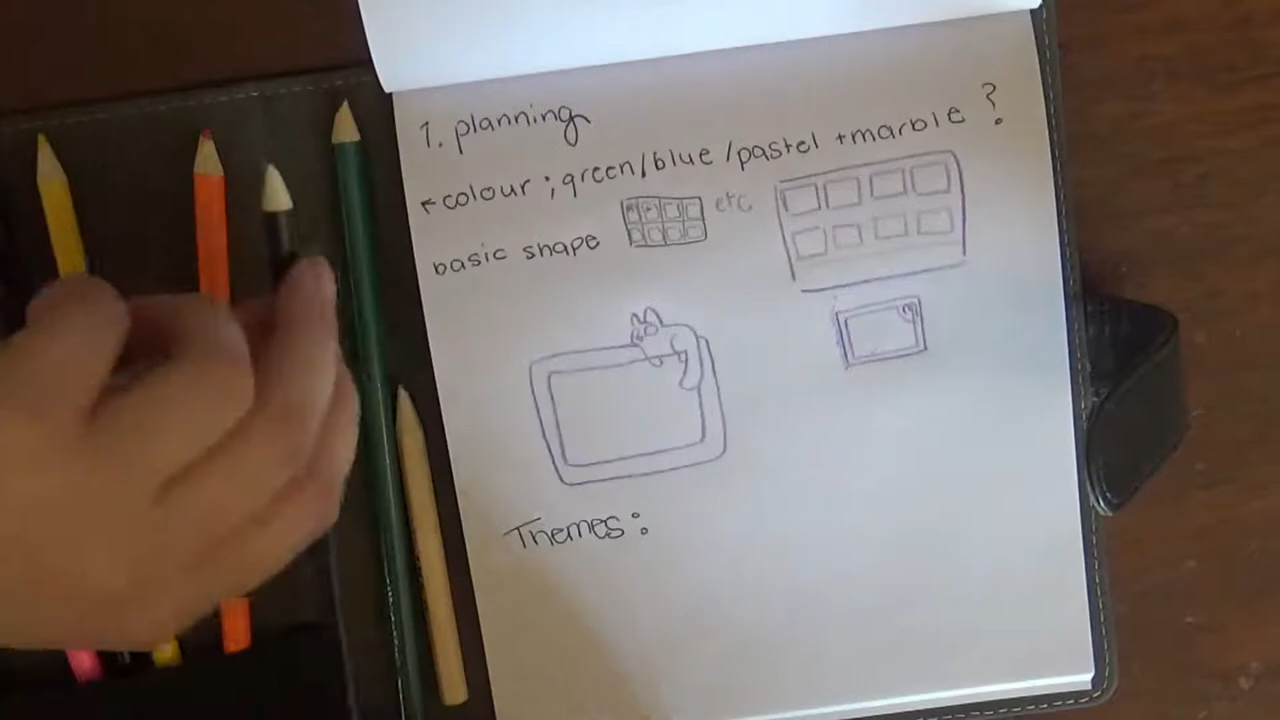 1. planning
←colour ; green/blue /pastel +marble ?
basic shape
etc
Themes: